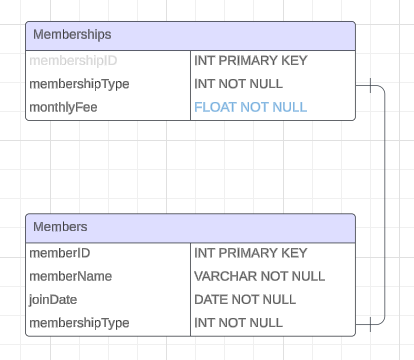 Memberships
membershipID INT PRIMARY KEY
membershipType INT NOT NULL
monthlyFee FLOAT NOT NULL
Members
memberID INT PRIMARY KEY
memberName VARCHAR NOT NULL
joinDate DATE NOT NULL
membershipType INT NOT NULL